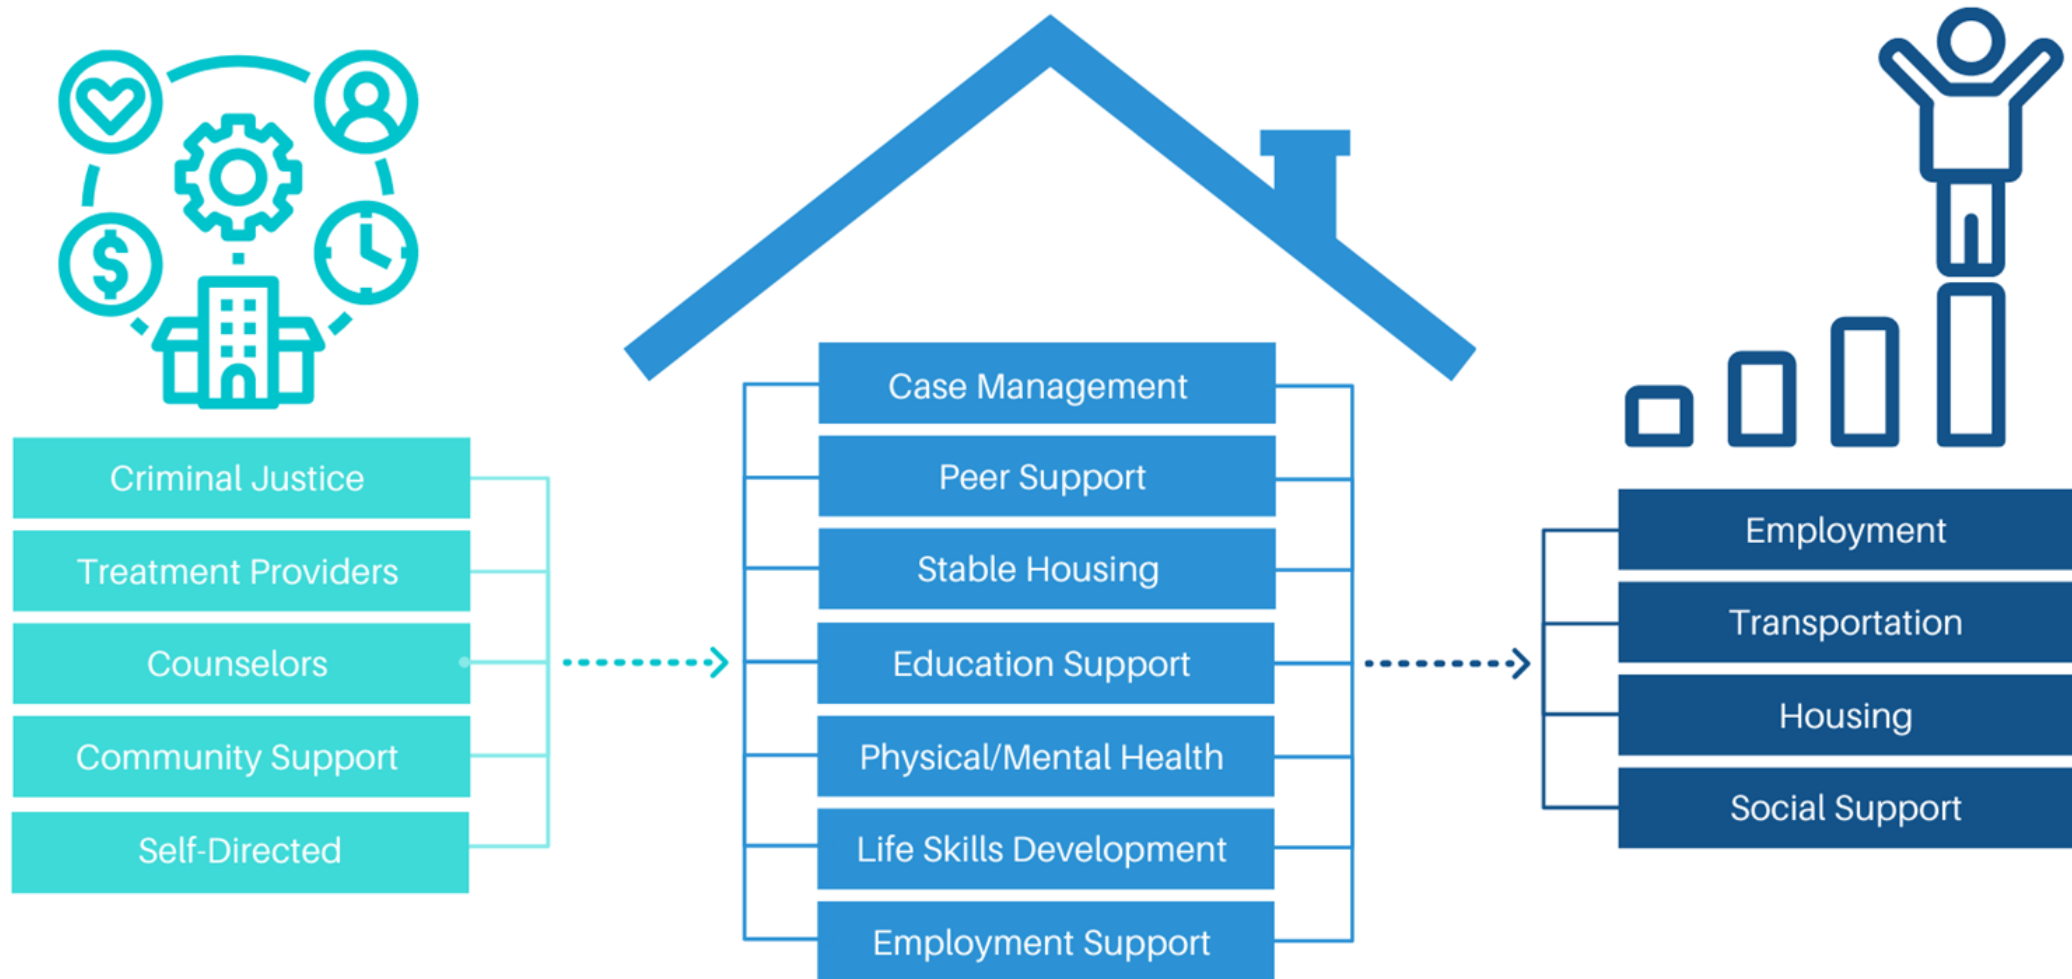 Criminal Justice
Treatment Providers
Counselors
Community Support
Self-Directed
Case Management
Peer Support
Stable Housing
Education Support
Physical/Mental Health
Life Skills Development
Employment Support
Employment
Transportation
Housing
Social Support